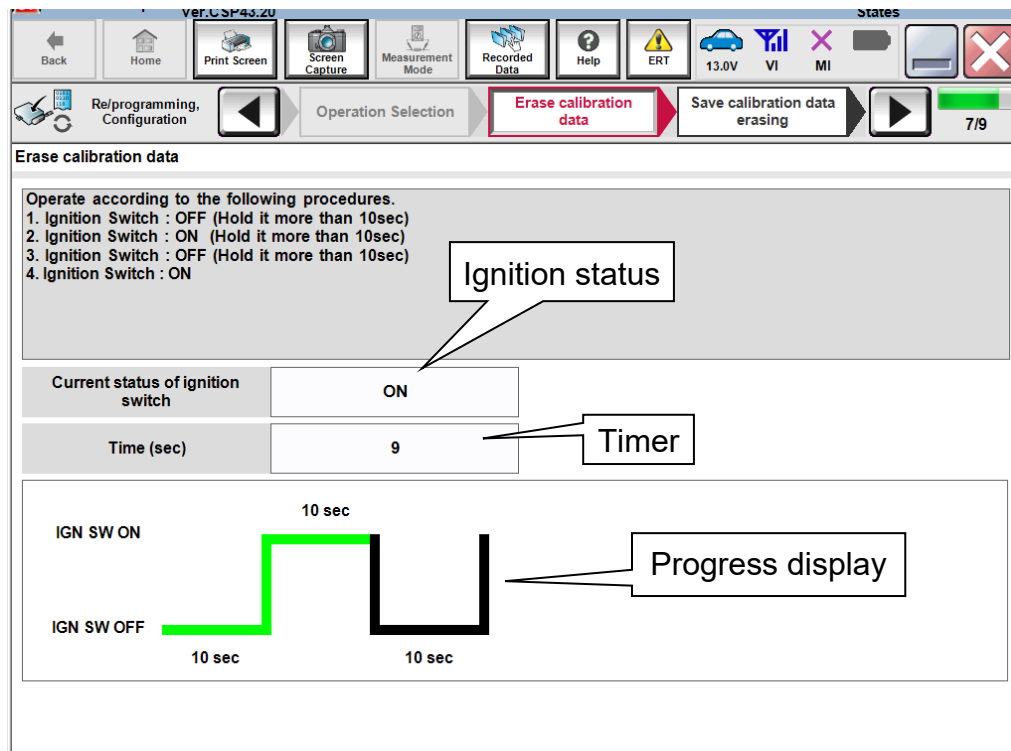 Ver.CSP43.20
States
Back
Home
Print Screen
Screen
Capture
Measurement
Mode
Recorded
Data
Help
ERT
13.0V
VI
MI
Re/programming,
Configuration
Operation Selection
Erase calibration
data
Save calibration data
erasing
7/9
Erase calibration data
Operate according to the following procedures.
1. Ignition Switch : OFF (Hold it more than 10sec)
2. Ignition Switch : ON (Hold it more than 10sec)
3. Ignition Switch : OFF (Hold it more than 10sec)
4. Ignition Switch : ON
Ignition status
Current status of ignition
switch
ON
Time (sec)
9
Timer
10 sec
IGN SW ON
Progress display
IGN SW OFF
10 sec
10 sec